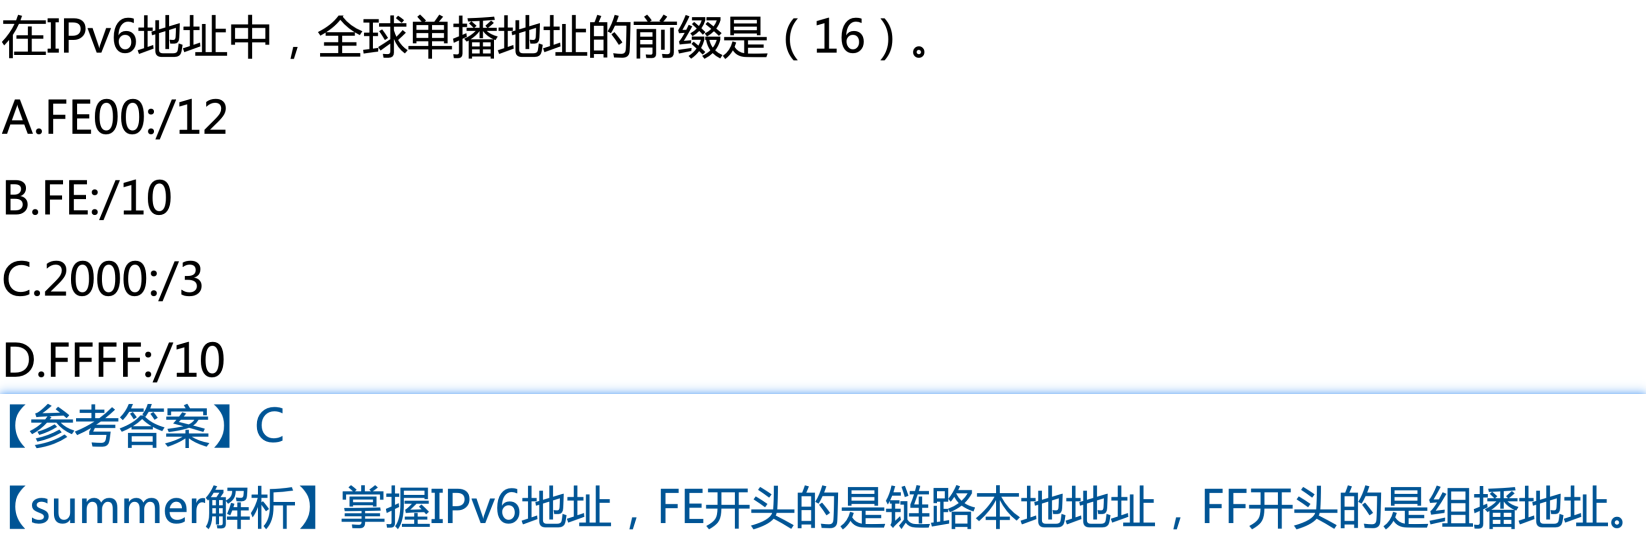 在IPv6地址中，全球单播地址的前缀是（16）。
A.FE00:/12
B.FE:/10
C.2000:/3
D.FFFF:/10
【参考答案】C
【summer解析】掌握IPv6地址，FE开头的是链路本地地址，FF开头的是组播地址。